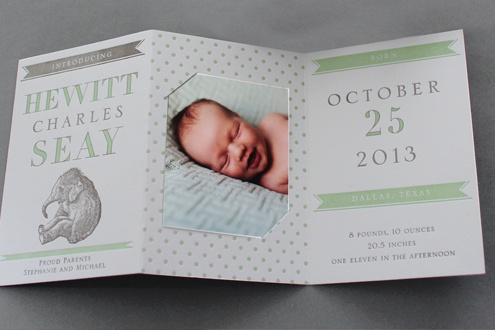 INTRODUCING
HEWITT
CHARLES
SEAY
PROUD PARENTS
STEPHANIE AND MICHAEL
BORN
OCTOBER
25
2013
DALLAS, TEXAS
8 POUNDS, 10 OUNCES
20.5 INCHES
ONE ELEVEN IN THE AFTERNOON